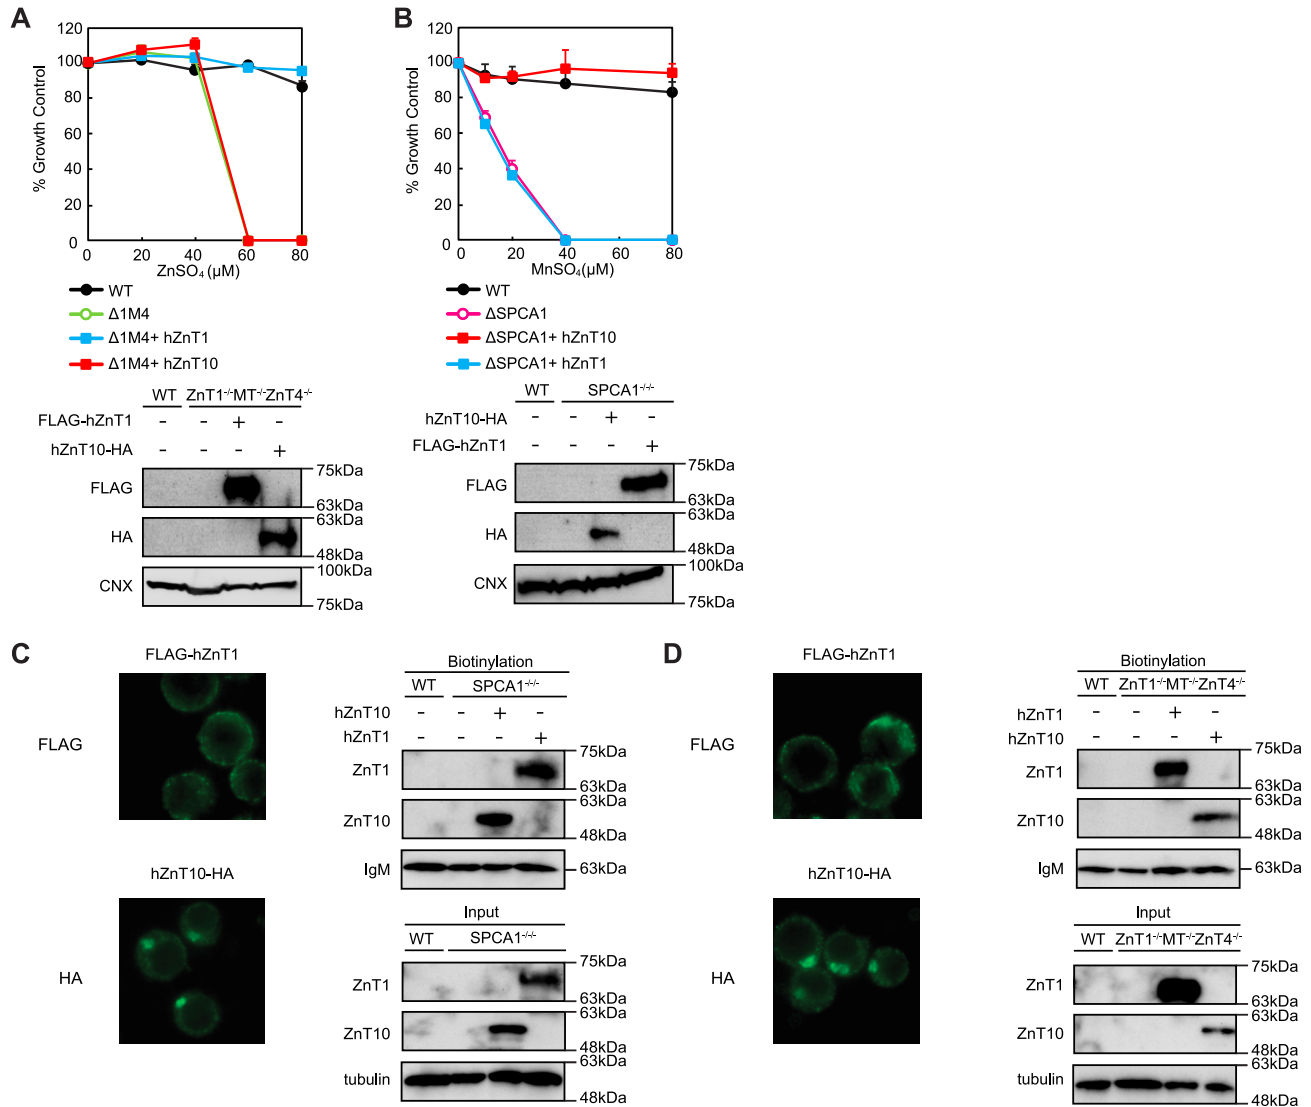 A
120
100
80
60
40
20
0
% Growth Control
0 20 40 60 80
ZnSO₄ (µM)
WT
Δ1M4
Δ1M4+ hZnT1
Δ1M4+ hZnT10
WT ZnT1⁻/⁻MT⁻/⁻ZnT4⁻/⁻
FLAG-hZnT1 - - + -
hZnT10-HA - - - +
FLAG 75kDa
63kDa
HA 63kDa
48kDa
CNX 100kDa
75kDa
B
120
100
80
60
40
20
0
% Growth Control
0 20 40 60 80
MnSO₄(µM)
WT
ΔSPCA1
ΔSPCA1+ hZnT10
ΔSPCA1+ hZnT1
WT SPCA1⁻/⁻/⁻
hZnT10-HA - - + -
FLAG-hZnT1 - - - +
FLAG 75kDa
63kDa
HA 63kDa
48kDa
CNX 100kDa
75kDa
C
FLAG-hZnT1
FLAG
hZnT10-HA
HA
Biotinylation
WT SPCA1⁻/⁻/⁻
hZnT10 - - + -
hZnT1 - - - +
ZnT1 75kDa
63kDa
ZnT10 63kDa
48kDa
IgM 63kDa
Input
WT SPCA1⁻/⁻/⁻
ZnT1 75kDa
63kDa
ZnT10 63kDa
48kDa
tubulin 63kDa
48kDa
D
FLAG-hZnT1
FLAG
hZnT10-HA
HA
Biotinylation
WT ZnT1⁻/⁻MT⁻/⁻ZnT4⁻/⁻
hZnT1 - - + -
hZnT10 - - - +
ZnT1 75kDa
63kDa
ZnT10 63kDa
48kDa
IgM 63kDa
Input
WT ZnT1⁻/⁻MT⁻/⁻ZnT4⁻/⁻
ZnT1 75kDa
63kDa
ZnT10 63kDa
48kDa
tubulin 63kDa
48kDa